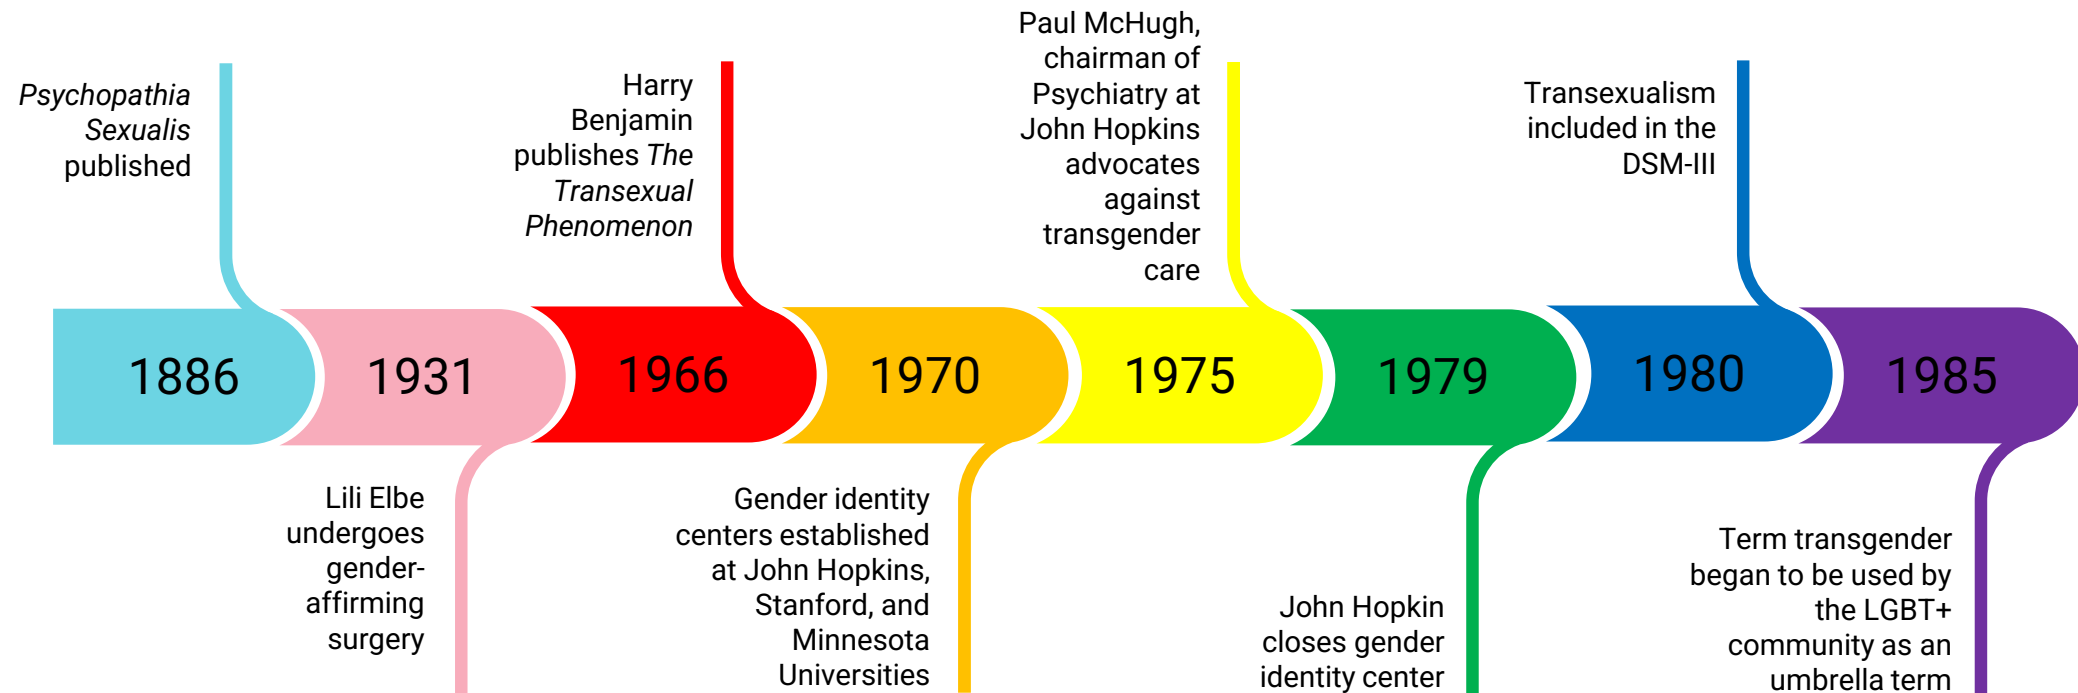 Psychopathia
Sexualis
published
1886
1931
Lili Elbe
undergoes
gender-
affirming
surgery
Harry
Benjamin
publishes The
Transexual
Phenomenon
1966
1970
Gender identity
centers established
at John Hopkins,
Stanford, and
Minnesota
Universities
Paul McHugh,
chairman of
Psychiatry at
John Hopkins
advocates
against
transgender
care
1975
1979
John Hopkin
closes gender
identity center
Transexualism
included in the
DSM-III
1980
1985
Term transgender
began to be used by
the LGBT+
community as an
umbrella term